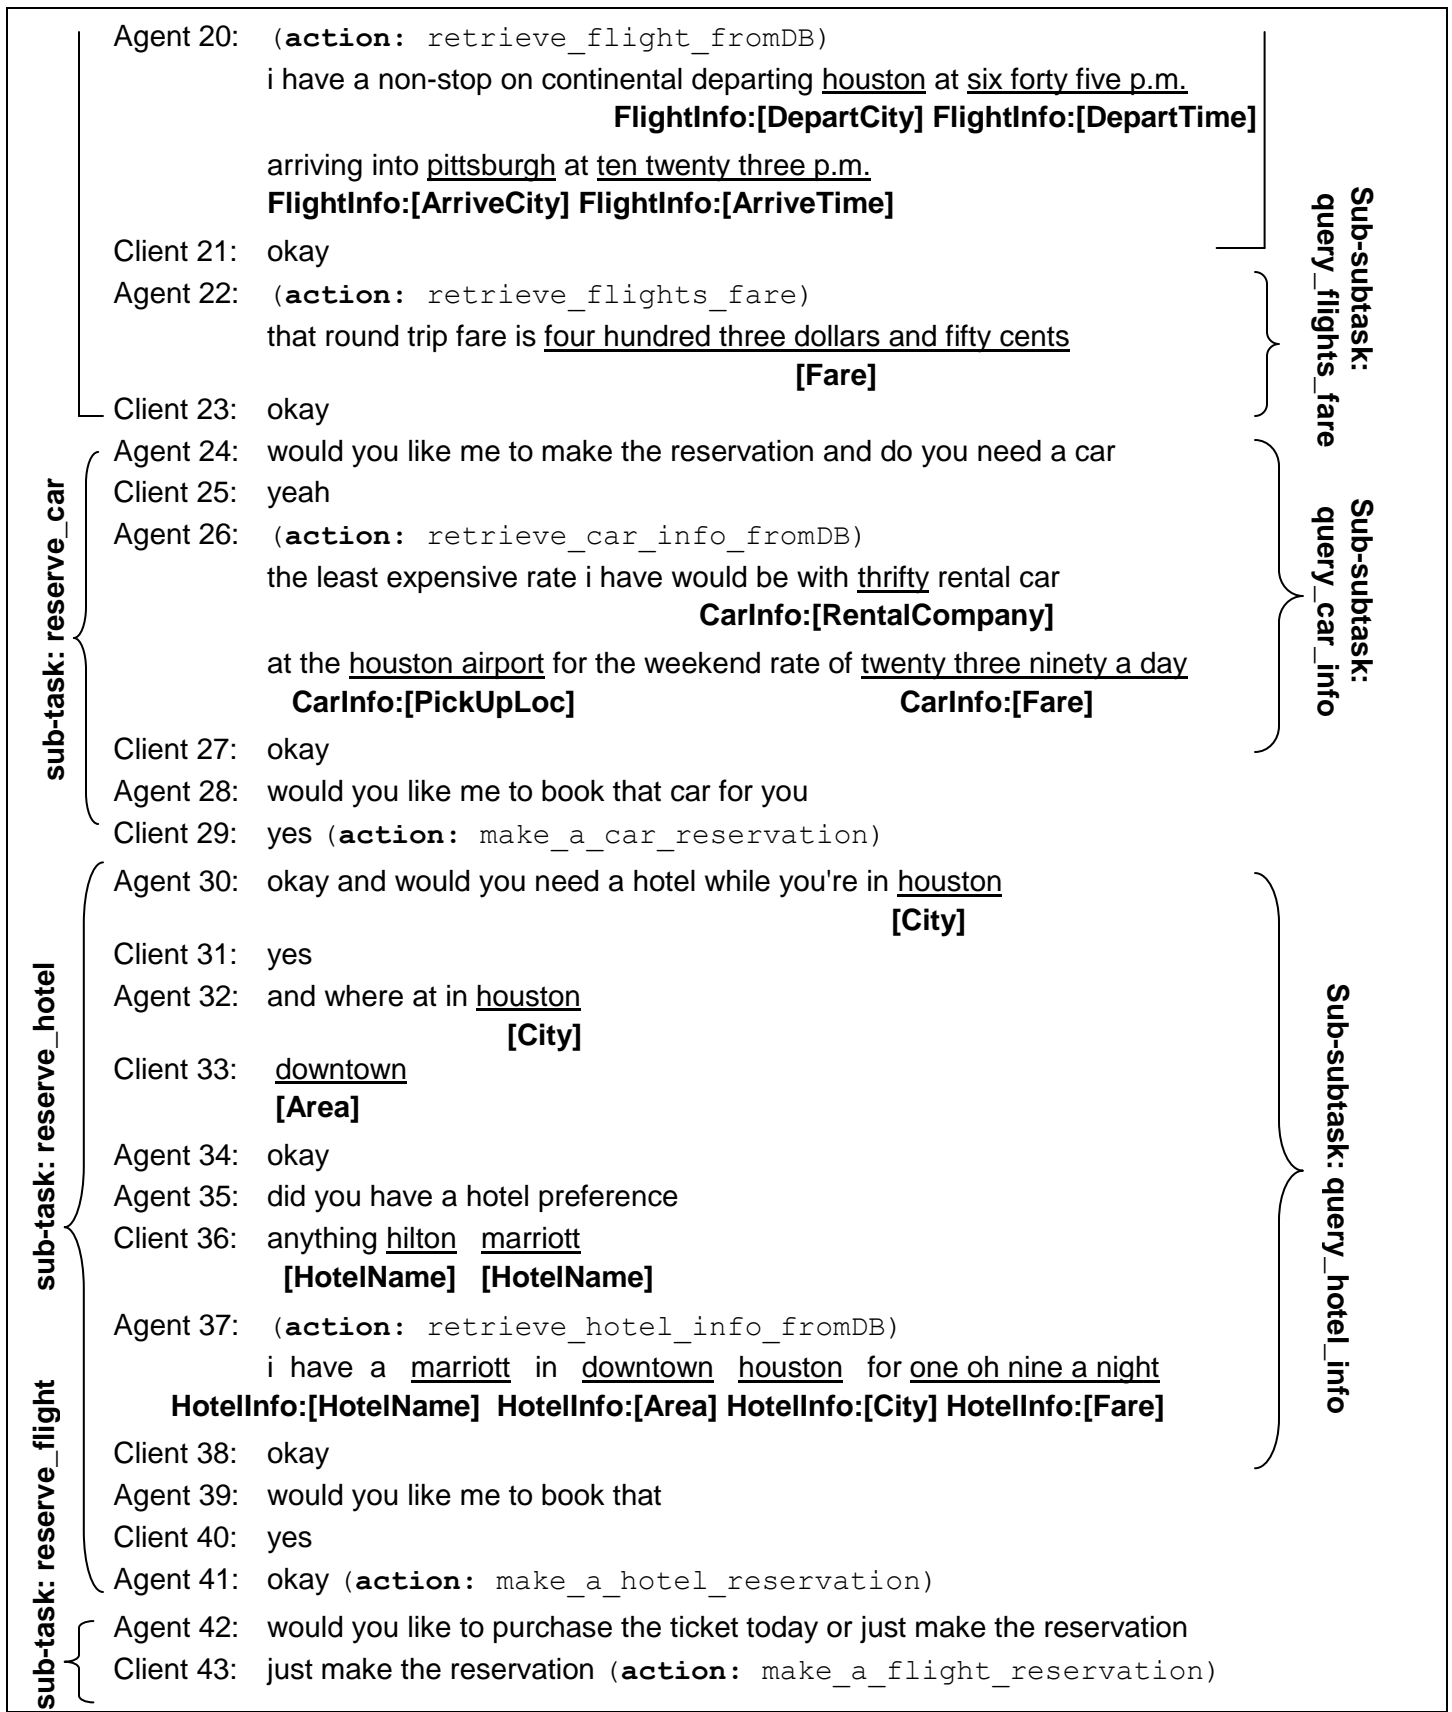 Agent 20: (action: retrieve_flight_fromDB)
i have a non-stop on continental departing houston at six forty five p.m.
FlightInfo:[DepartCity] FlightInfo:[DepartTime]
arriving into pittsburgh at ten twenty three p.m.
FlightInfo:[ArriveCity] FlightInfo:[ArriveTime]
Client 21: okay
Agent 22: (action: retrieve_flights_fare)
that round trip fare is four hundred three dollars and fifty cents
[Fare]
Client 23: okay
Sub-subtask:
query_flights_fare
Agent 24: would you like me to make the reservation and do you need a car
Client 25: yeah
Agent 26: (action: retrieve_car_info_fromDB)
the least expensive rate i have would be with thrifty rental car
CarInfo:[RentalCompany]
at the houston airport for the weekend rate of twenty three ninety a day
CarInfo:[PickUpLoc] CarInfo:[Fare]
Client 27: okay
Agent 28: would you like me to book that car for you
Client 29: yes (action: make_a_car_reservation)
sub-task: reserve_car
Sub-subtask:
query_car_info
Agent 30: okay and would you need a hotel while you're in houston
[City]
Client 31: yes
Agent 32: and where at in houston
[City]
Client 33: downtown
[Area]
Agent 34: okay
Agent 35: did you have a hotel preference
Client 36: anything hilton marriott
[HotelName] [HotelName]
Agent 37: (action: retrieve_hotel_info_fromDB)
i have a marriott in downtown houston for one oh nine a night
HotelInfo:[HotelName] HotelInfo:[Area] HotelInfo:[City] HotelInfo:[Fare]
Client 38: okay
Agent 39: would you like me to book that
Client 40: yes
Agent 41: okay (action: make_a_hotel_reservation)
sub-task: reserve_hotel
Sub-subtask: query_hotel_info
Agent 42: would you like to purchase the ticket today or just make the reservation
Client 43: just make the reservation (action: make_a_flight_reservation)
sub-task: reserve_flight